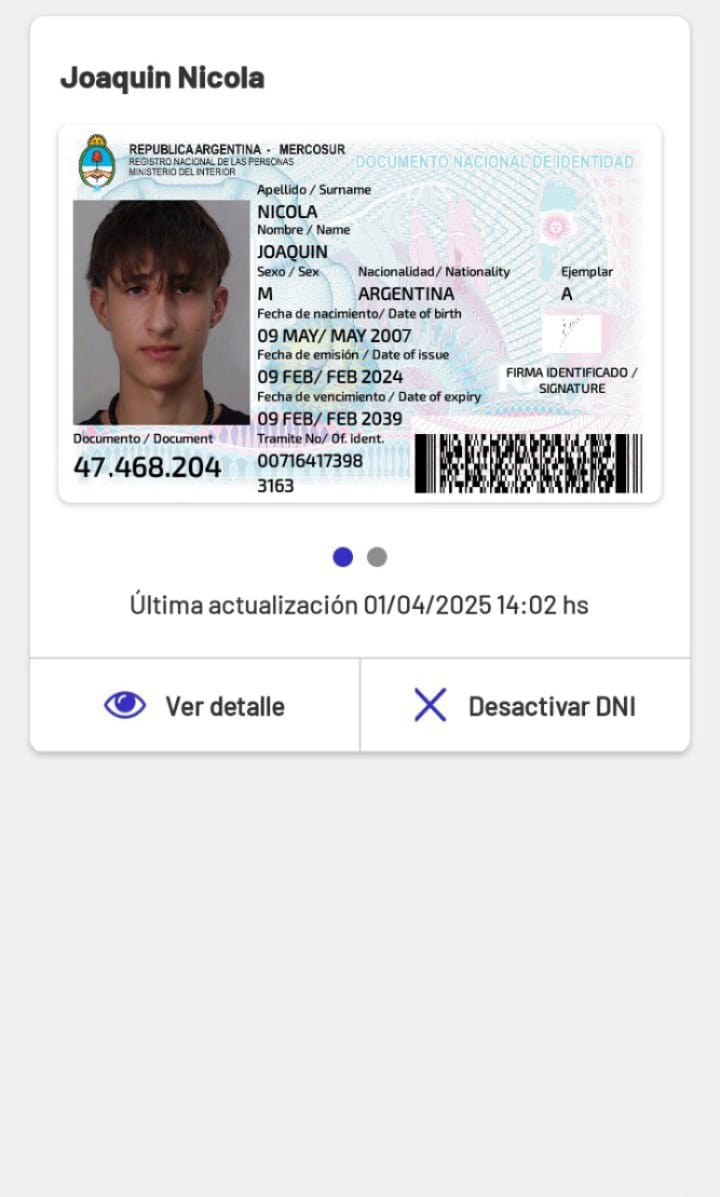 Joaquin Nicola
REPUBLICA ARGENTINA - MERCOSUR
REGISTRO NACIONAL DE LAS PERSONAS
MINISTERIO DEL INTERIOR
DOCUMENTO NACIONAL DE IDENTIDAD
Apellido / Surname
NICOLA
Nombre / Name
JOAQUIN
Sexo / Sex Nacionalidad/ Nationality Ejemplar
M ARGENTINA A
Fecha de nacimiento/ Date of birth
09 MAY/ MAY 2007
Fecha de emisión / Date of issue
09 FEB/ FEB 2024
Fecha de vencimiento / Date of expiry
09 FEB/ FEB 2039
FIRMA IDENTIFICADO /
SIGNATURE
Documento / Document
47.468.204
Tramite No/ Of. ident.
00716417398
3163
Última actualización 01/04/2025 14:02 hs
Ver detalle
Desactivar DNI